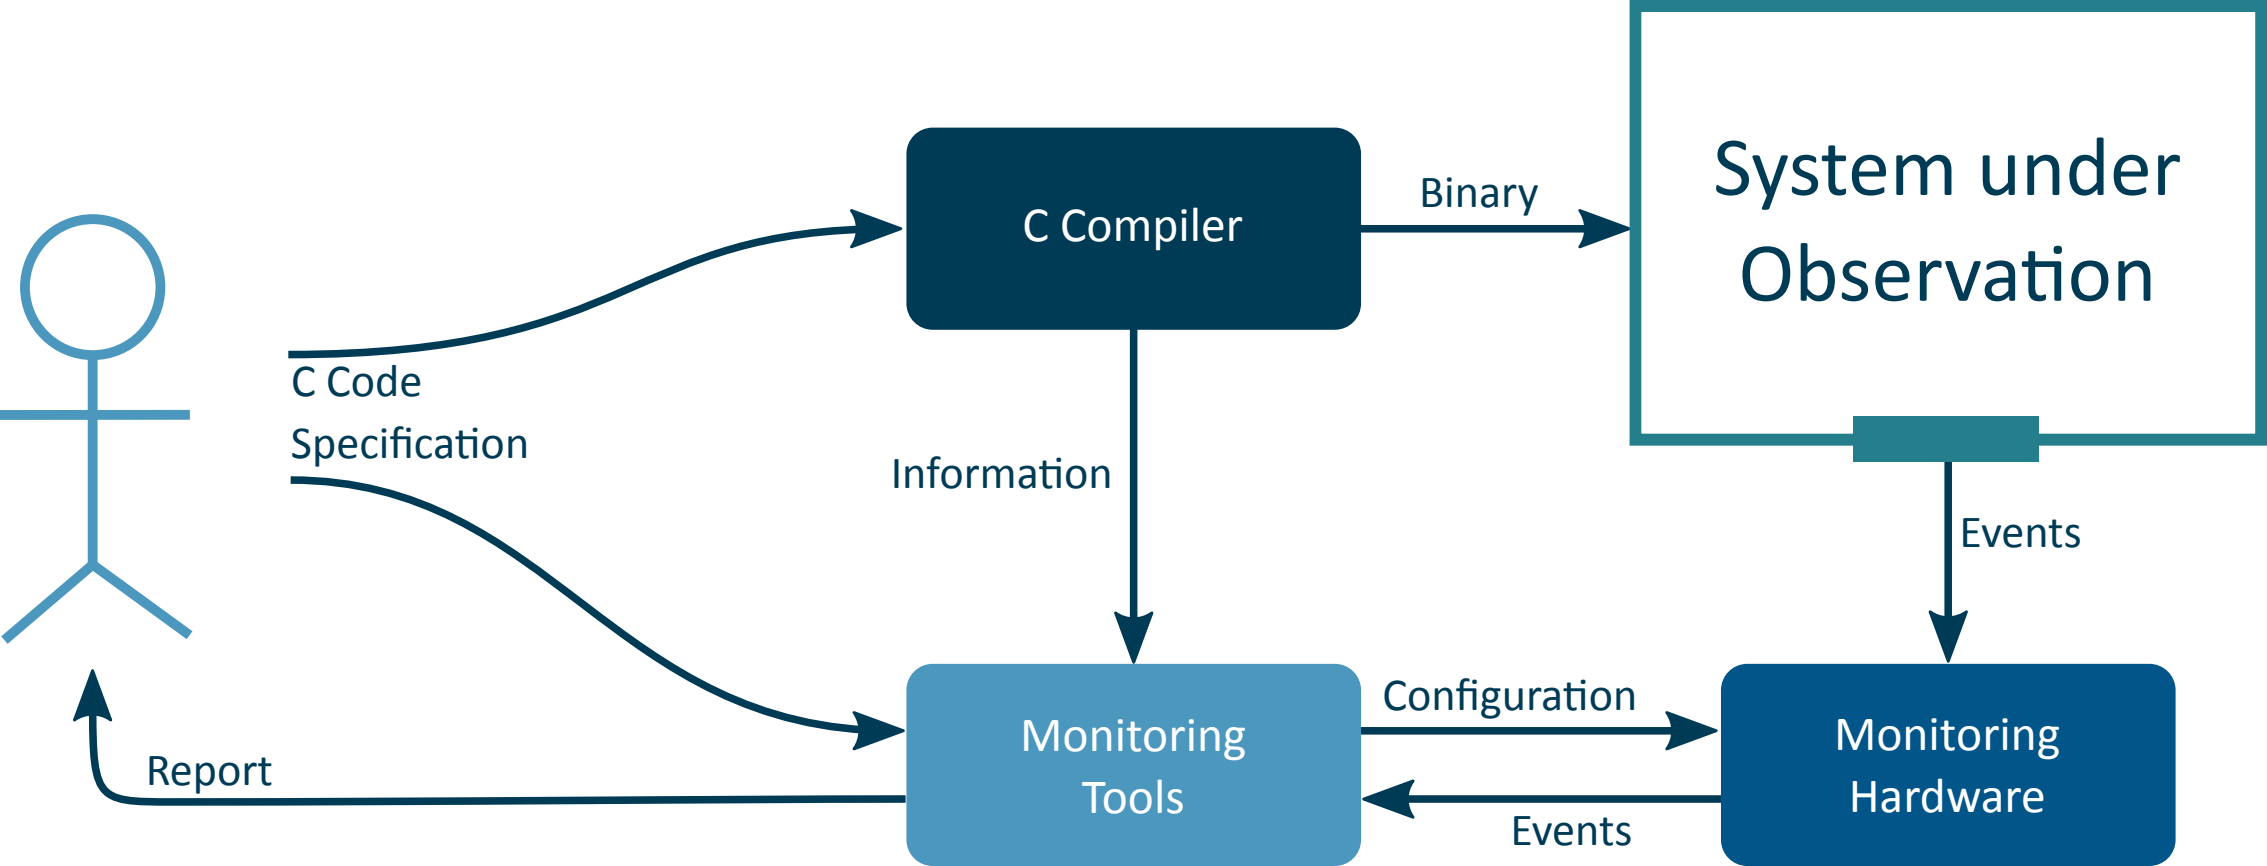 System under
Observation
Binary
C Compiler
C Code
Specification
Information
Events
Configuration
Monitoring
Tools
Monitoring
Hardware
Report
Events